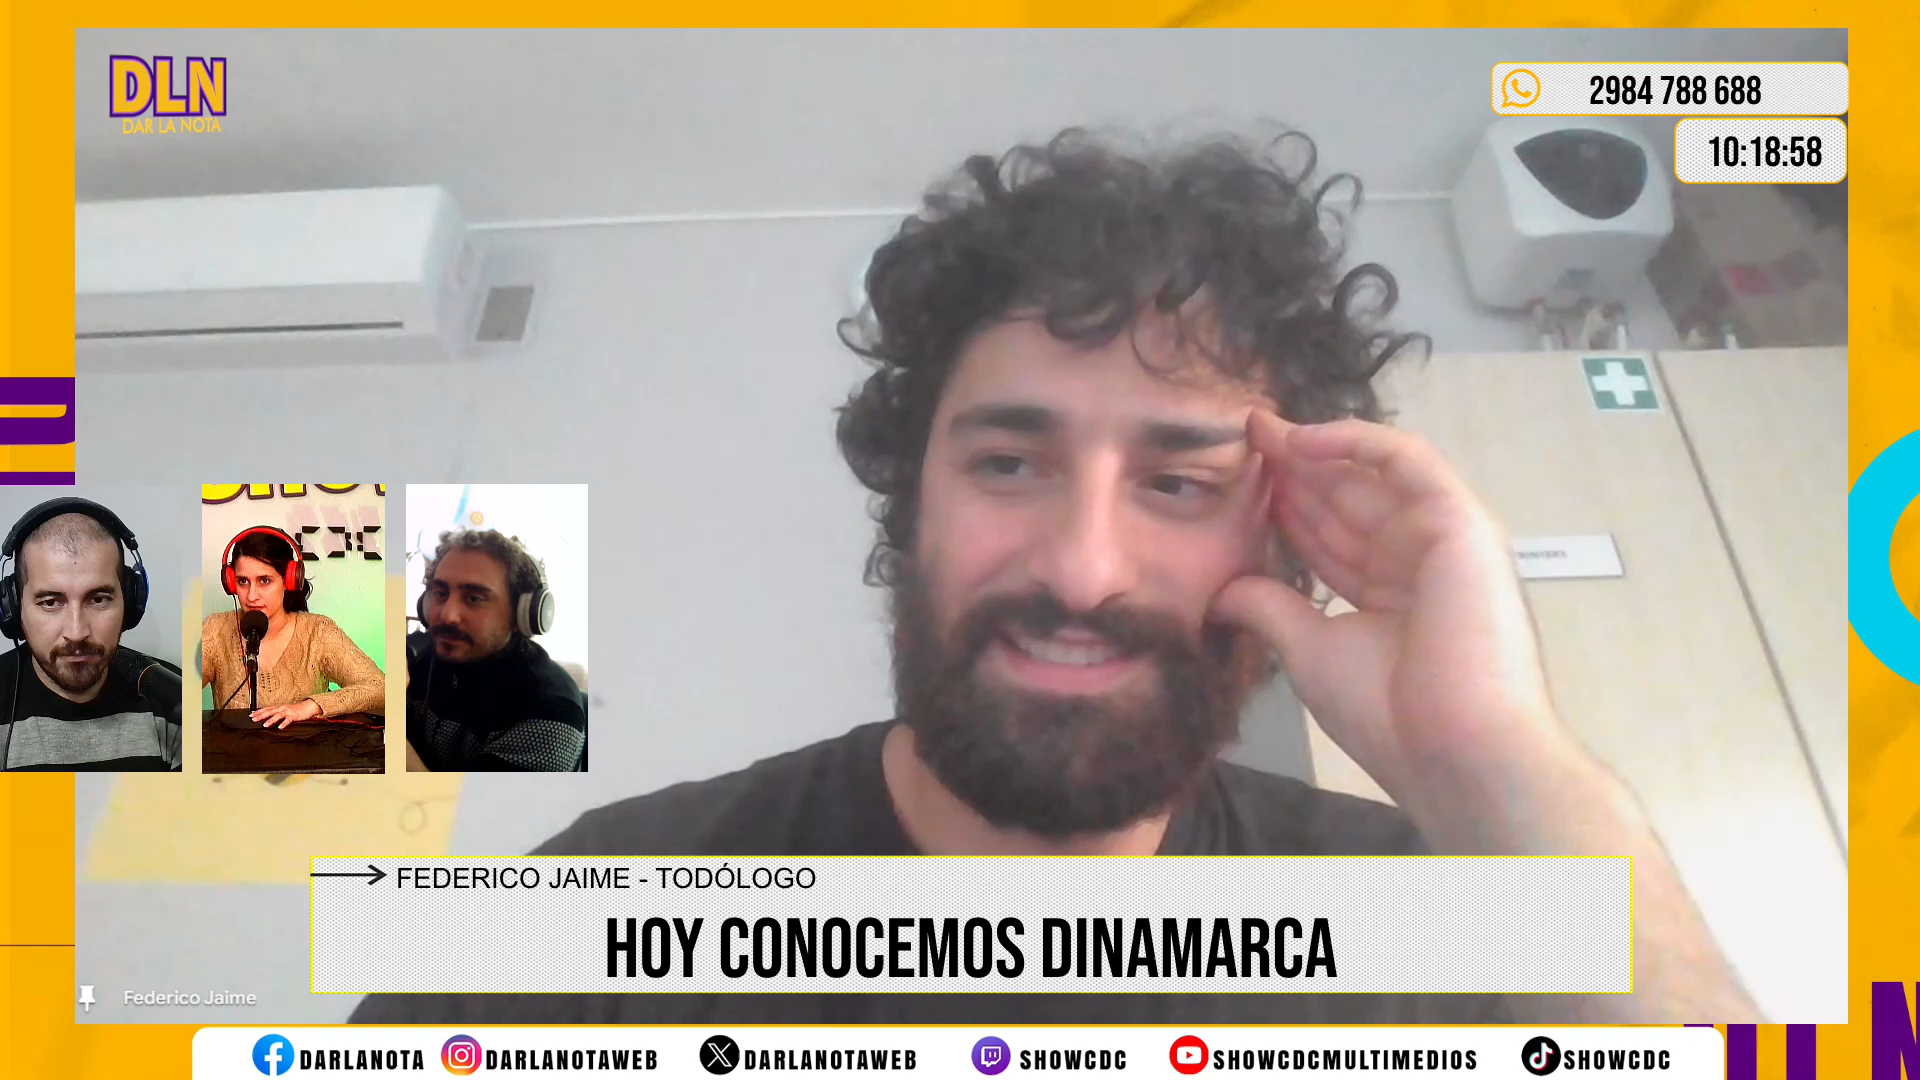 DLN
DAR LA NOTA
2984 788 688
10:18:58
FEDERICO JAIME - TODÓLOGO
HOY CONOCEMOS DINAMARCA
Federico Jaime
DARLANOTA
DARLANOTAWEB
DARLANOTAWEB
SHOWCDC
SHOWCDCMULTIMEDIOS
SHOWCDC